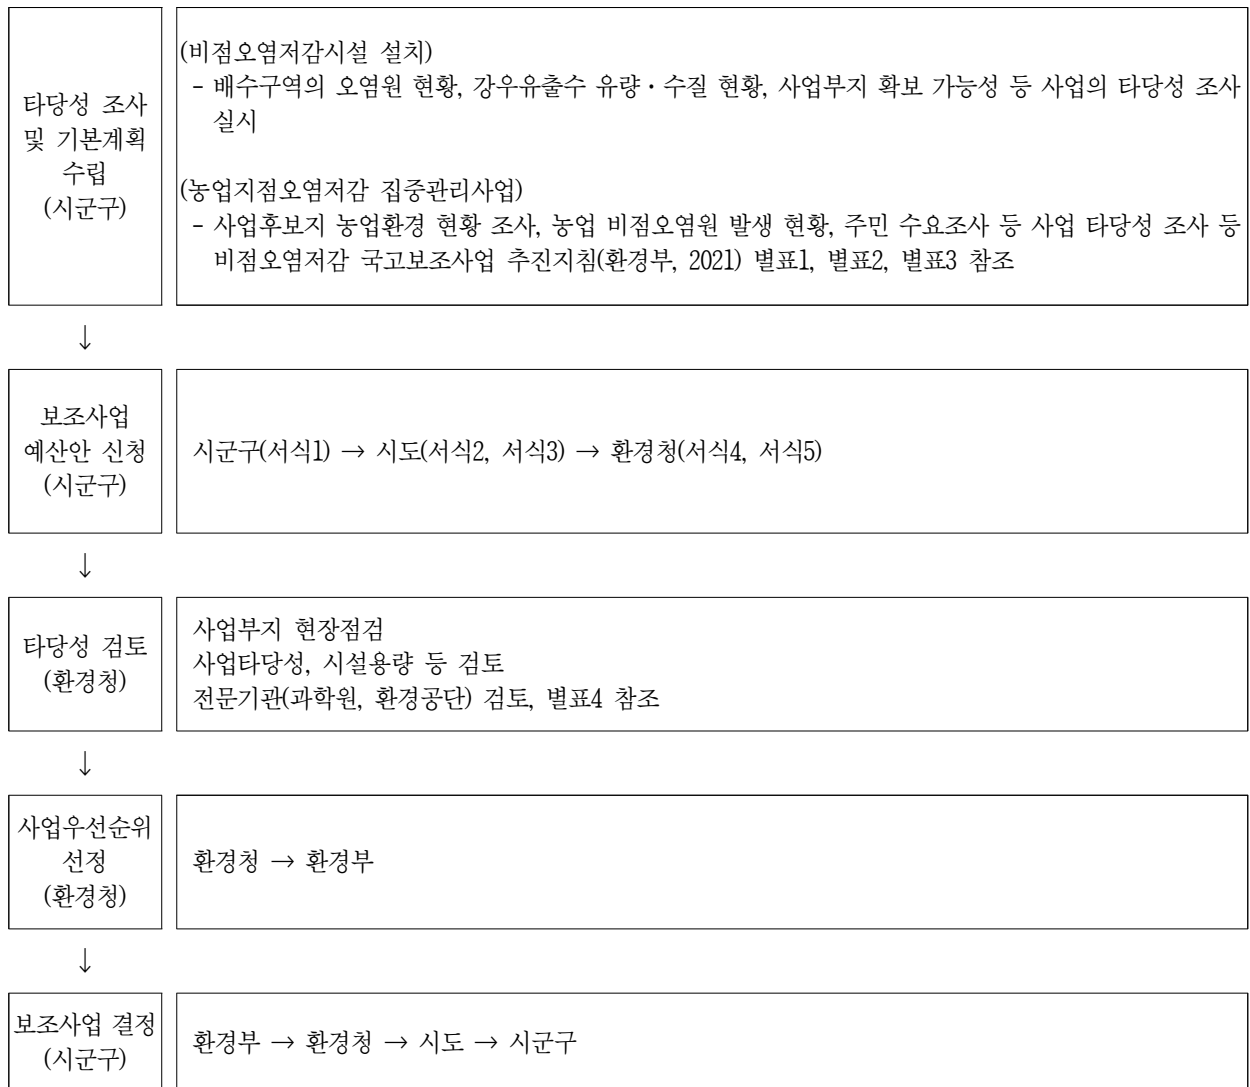 타당성 조사
및 기본계획
수립
(시군구)
(비점오염저감시설 설치)
- 배수구역의 오염원 현황, 강우유출수 유량・수질 현황, 사업부지 확보 가능성 등 사업의 타당성 조사
실시
(농업지점오염저감 집중관리사업)
- 사업후보지 농업환경 현황 조사, 농업 비점오염원 발생 현황, 주민 수요조사 등 사업 타당성 조사 등
비점오염저감 국고보조사업 추진지침(환경부, 2021) 별표1, 별표2, 별표3 참조
↓
보조사업
예산안 신청
(시군구)
시군구(서식1) → 시도(서식2, 서식3) → 환경청(서식4, 서식5)
↓
타당성 검토
(환경청)
사업부지 현장점검
사업타당성, 시설용량 등 검토
전문기관(과학원, 환경공단) 검토, 별표4 참조
↓
사업우선순위
선정
(환경청)
환경청 → 환경부
↓
보조사업 결정
(시군구)
환경부 → 환경청 → 시도 → 시군구